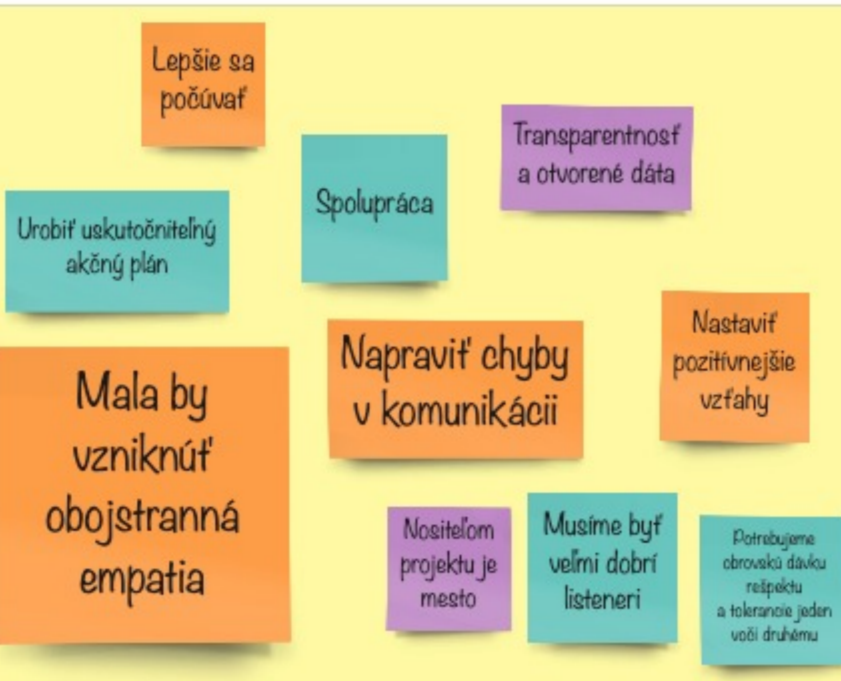 Lepšie sa
počúvať
Transparentnosť
a otvorené dáta
Spolupráca
Urobiť uskutočniteľný
akčný plán
Nastaviť
pozitívnejšie
vzťahy
Napraviť chyby
v komunikácii
Mala by
vzniknúť
obojstranná
empatia
Nositeľom
projektu je
mesto
Musíme byť
veľmi dobrí
listeneri
Potrebujeme
obrovskú dávku
rešpektu
a tolerancie jeden
voči druhému